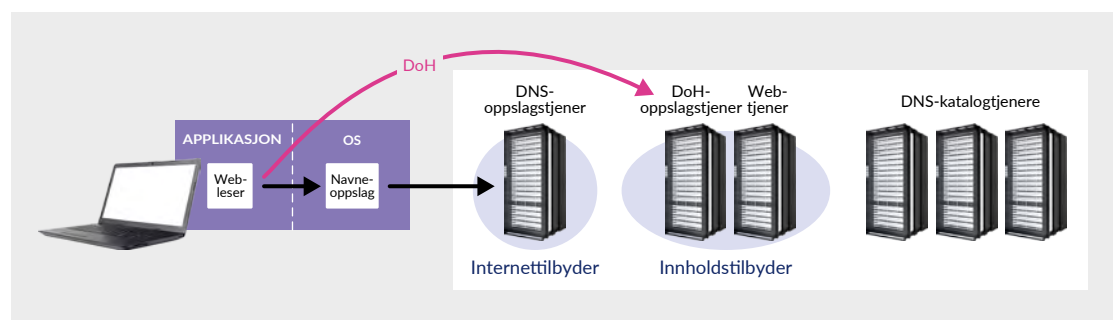 DoH
DNS-
oppslagstjener
DoH-
oppslagstjener
Web-
tjener
DNS-katalogtjenere
APPLIKASJON
OS
Web-
leser
Navne-
oppslag
Internettilbyder
Innholdstilbyder